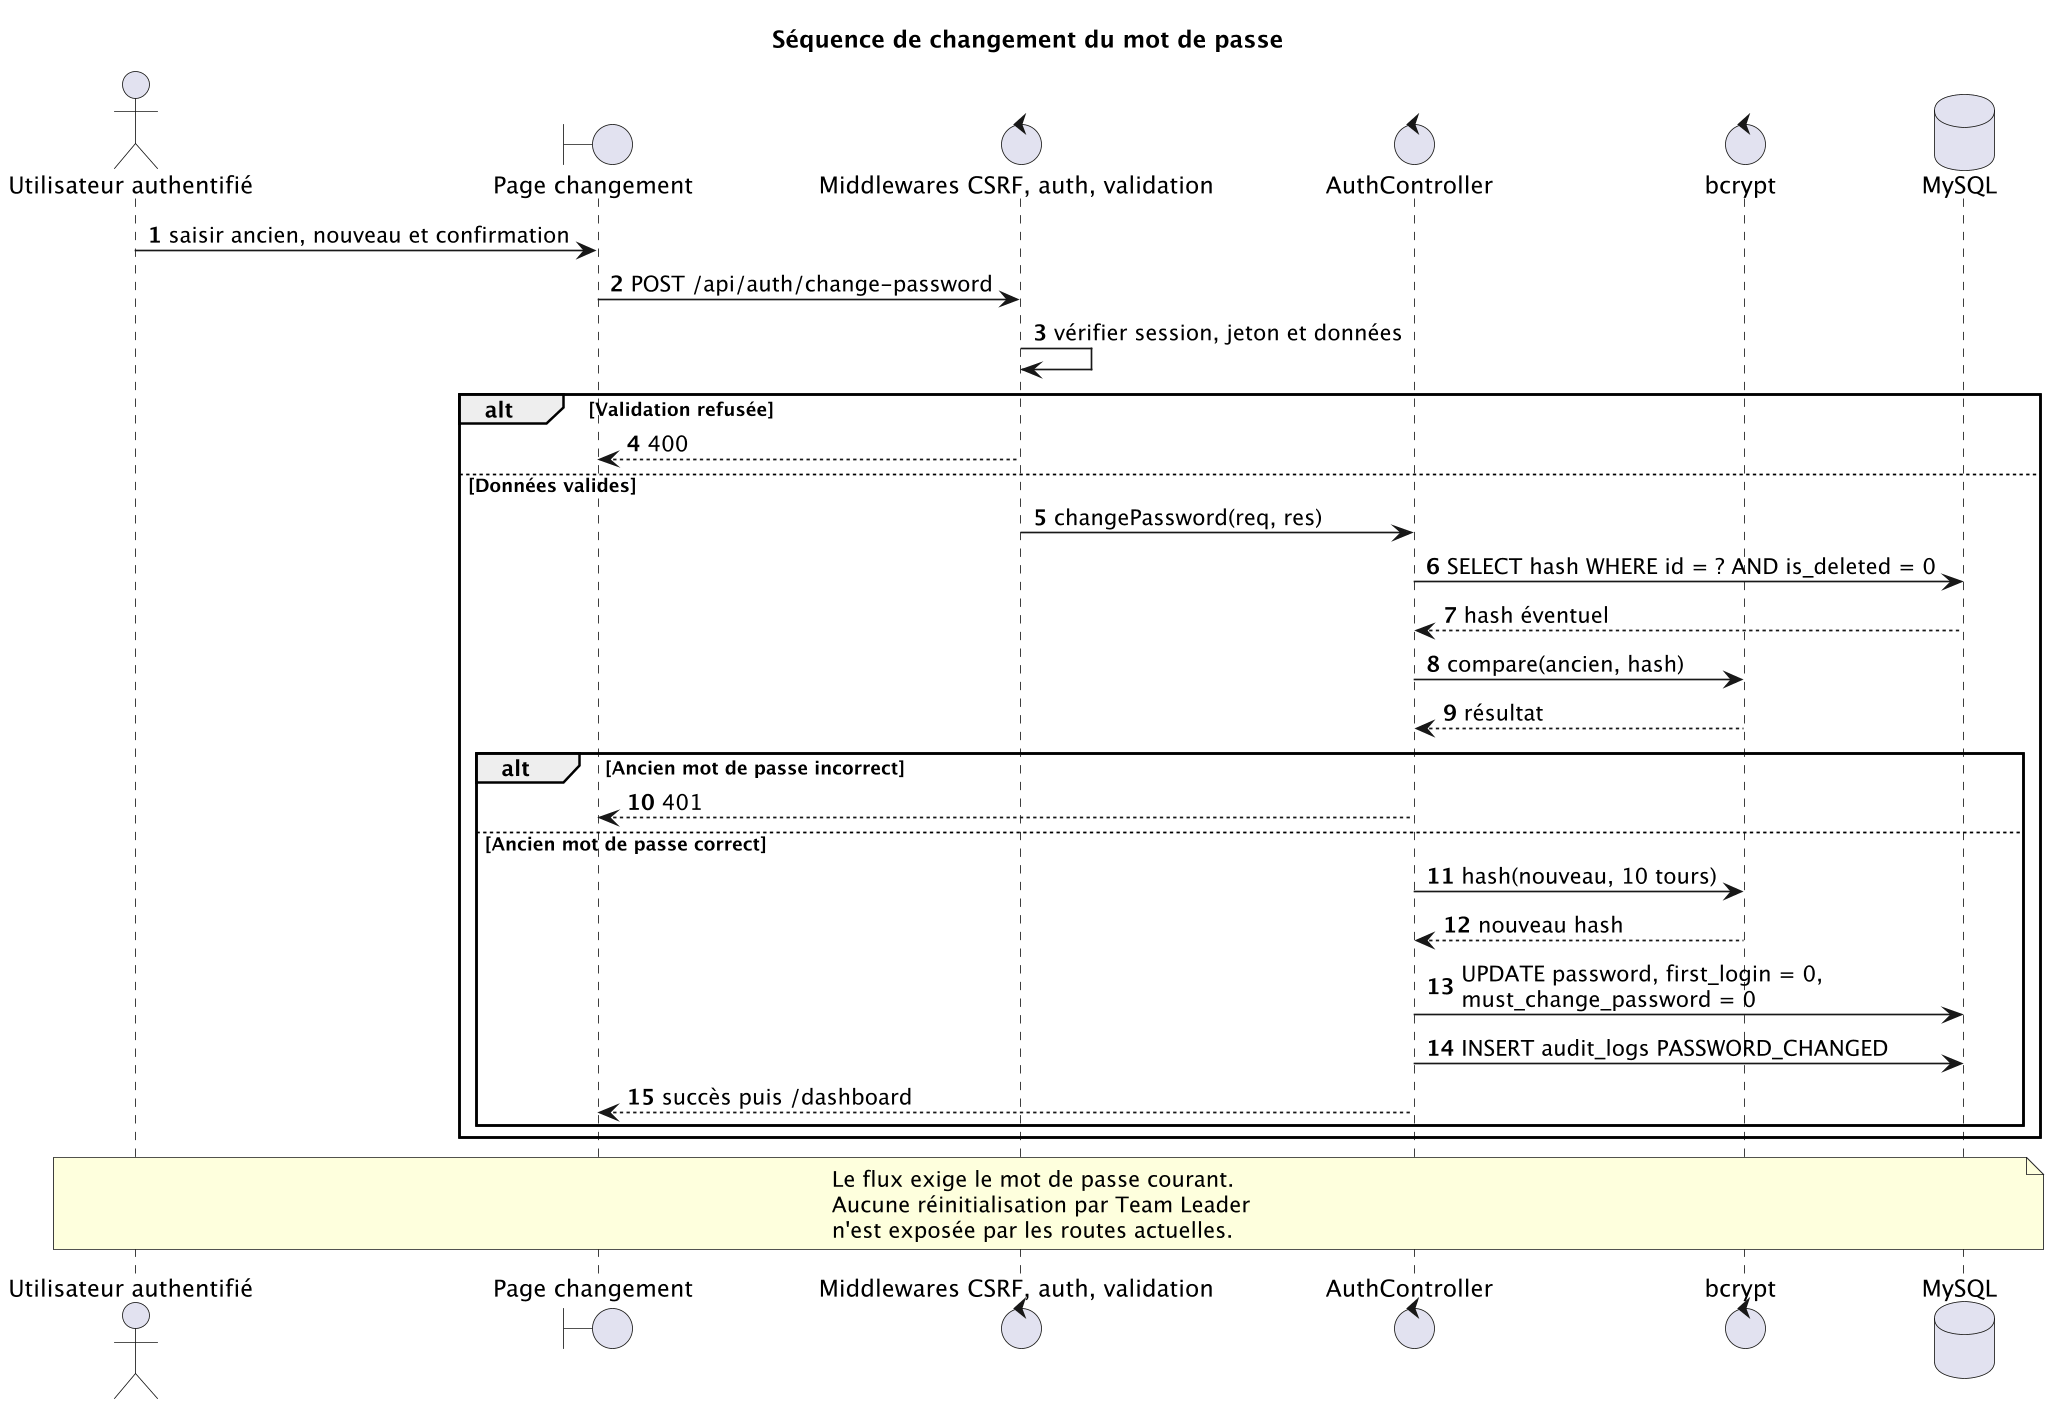 Séquence de changement du mot de passe
Utilisateur authentifié
Page changement
Middlewares CSRF, auth, validation
AuthController
bcrypt
MySQL
1 saisir ancien, nouveau et confirmation
2 POST /api/auth/change-password
3 vérifier session, jeton et données
alt [Validation refusée]
4 400
[Données valides]
5 changePassword(req, res)
6 SELECT hash WHERE id = ? AND is_deleted = 0
7 hash éventuel
8 compare(ancien, hash)
9 résultat
alt [Ancien mot de passe incorrect]
10 401
[Ancien mot de passe correct]
11 hash(nouveau, 10 tours)
12 nouveau hash
13 UPDATE password, first_login = 0,
must_change_password = 0
14 INSERT audit_logs PASSWORD_CHANGED
15 succès puis /dashboard
Le flux exige le mot de passe courant.
Aucune réinitialisation par Team Leader
n'est exposée par les routes actuelles.
Utilisateur authentifié
Page changement
Middlewares CSRF, auth, validation
AuthController
bcrypt
MySQL